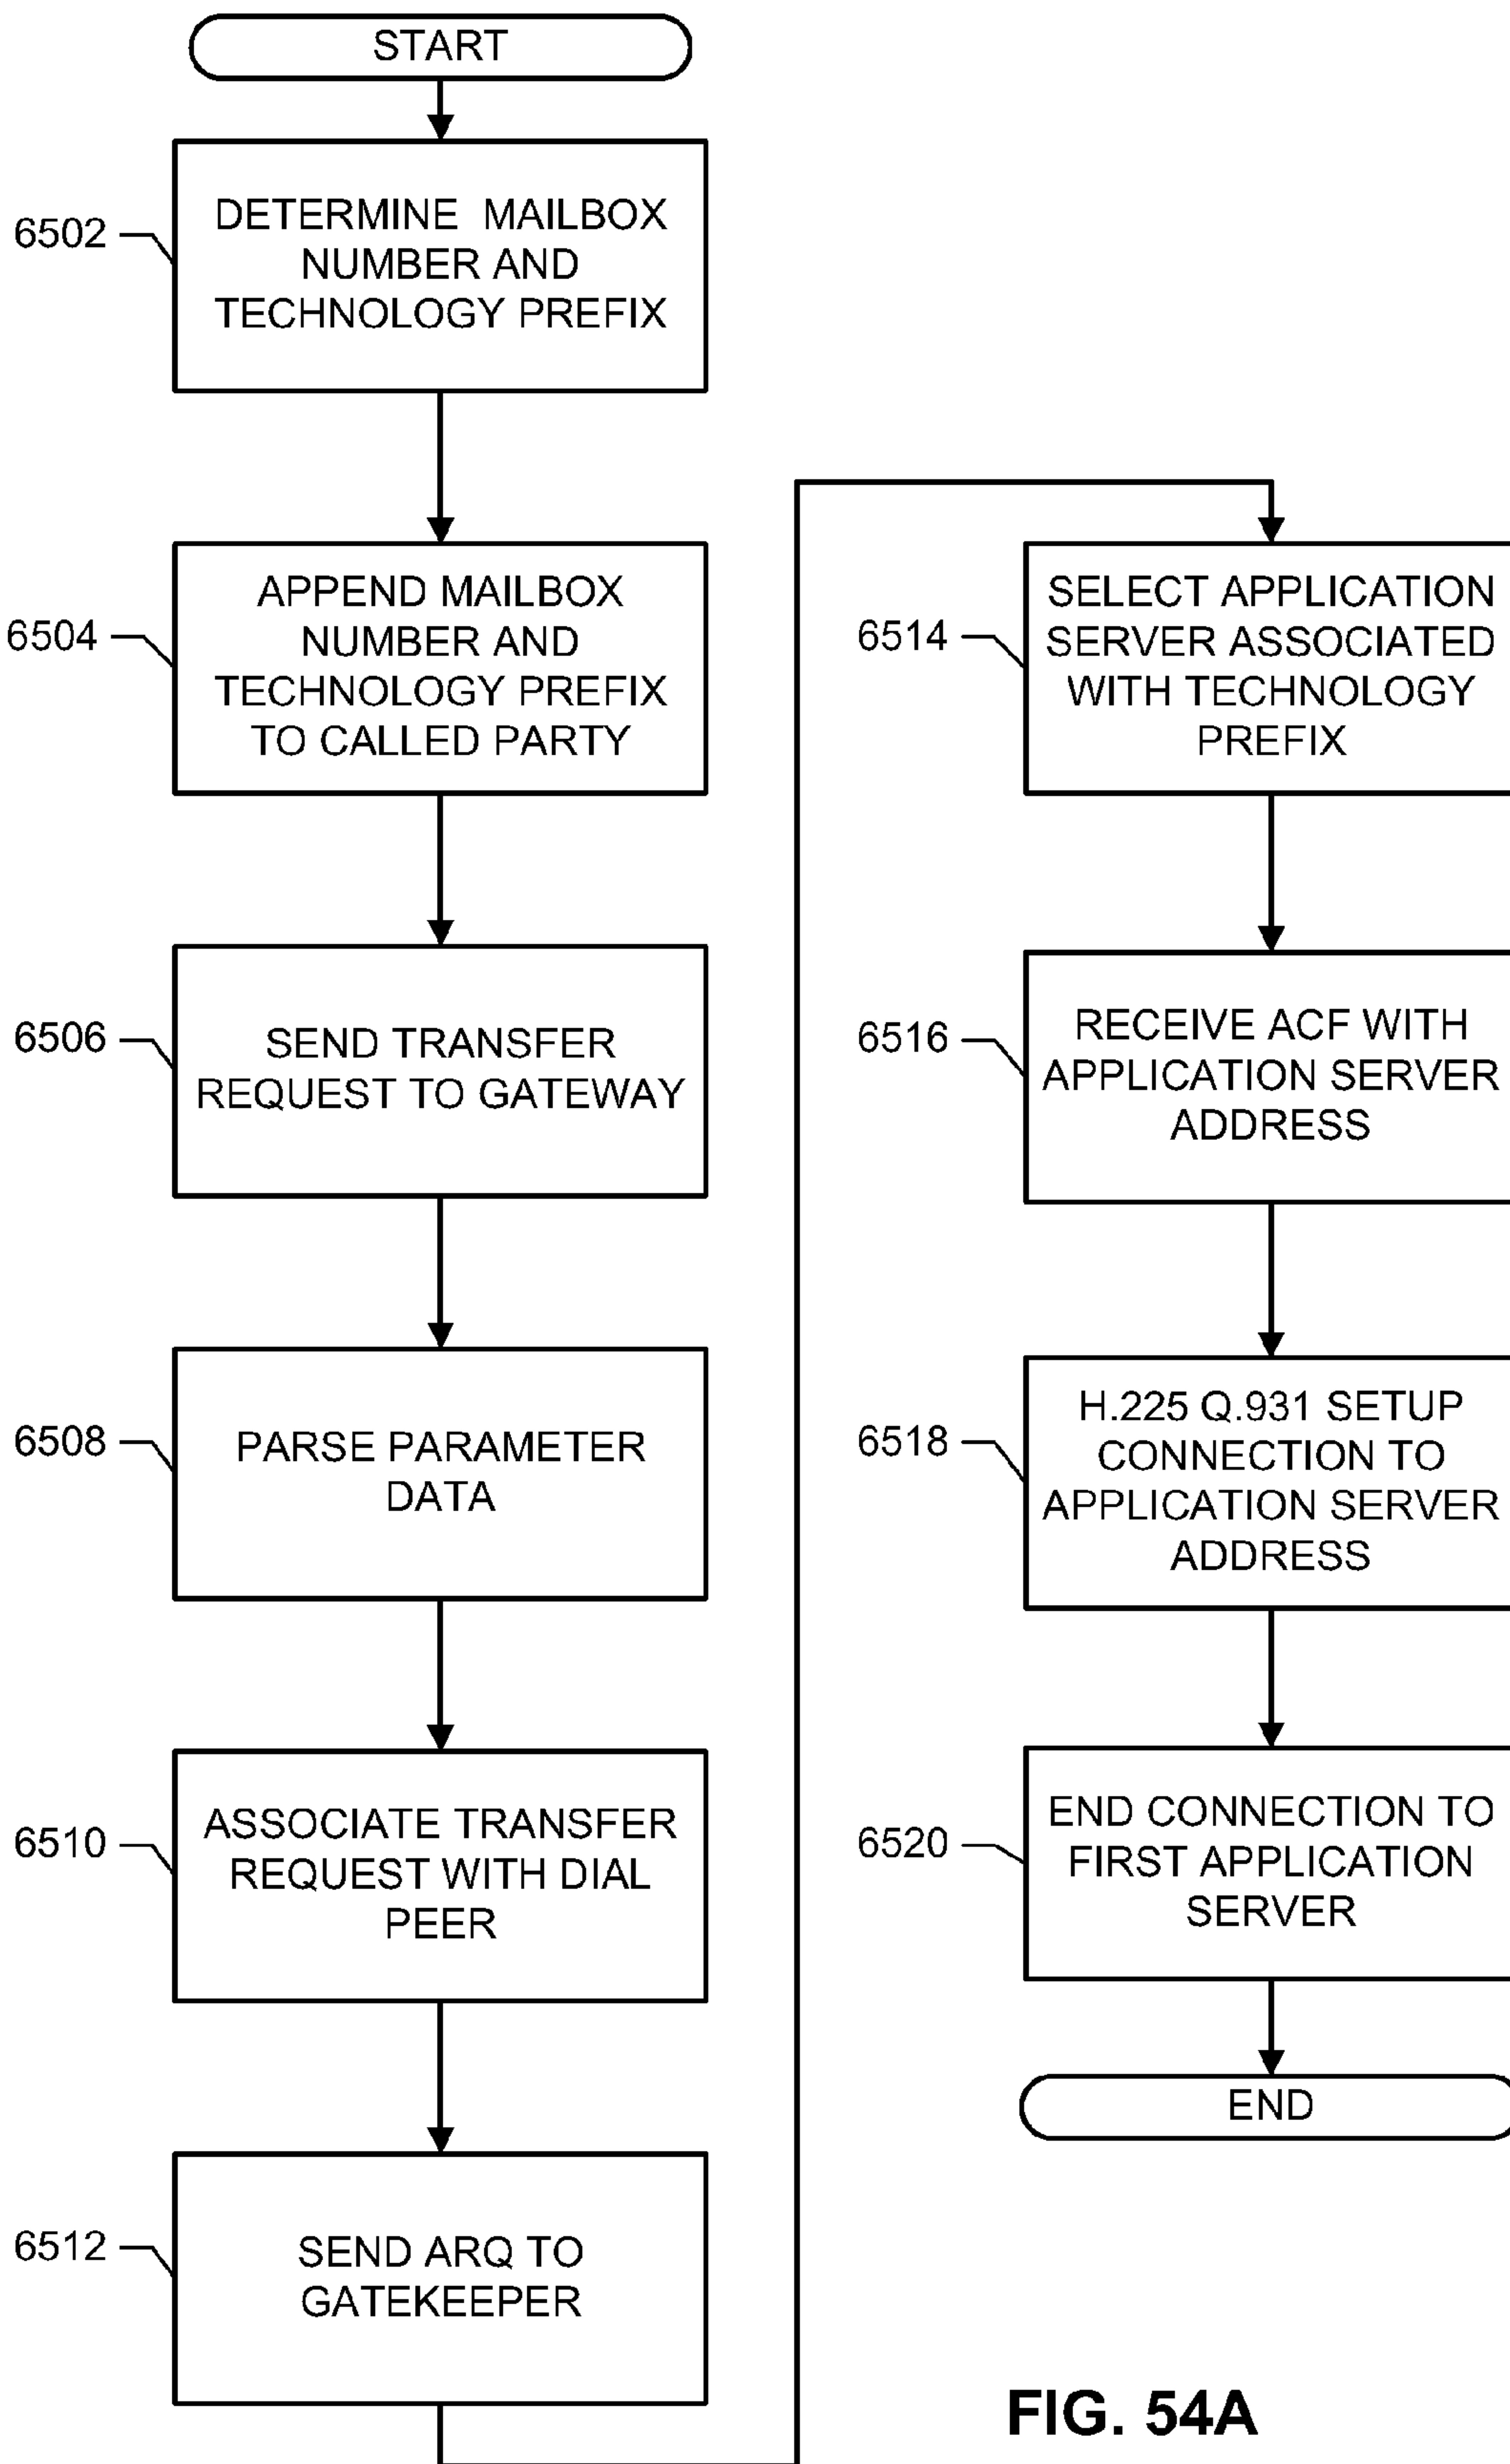 START
6502
DETERMINE MAILBOX
NUMBER AND
TECHNOLOGY PREFIX
6504
APPEND MAILBOX
NUMBER AND
TECHNOLOGY PREFIX
TO CALLED PARTY
6506
SEND TRANSFER
REQUEST TO GATEWAY
6508
PARSE PARAMETER
DATA
6510
ASSOCIATE TRANSFER
REQUEST WITH DIAL
PEER
6512
SEND ARQ TO
GATEKEEPER
6514
SELECT APPLICATION
SERVER ASSOCIATED
WITH TECHNOLOGY
PREFIX
6516
RECEIVE ACF WITH
APPLICATION SERVER
ADDRESS
6518
H.225 Q.931 SETUP
CONNECTION TO
APPLICATION SERVER
ADDRESS
6520
END CONNECTION TO
FIRST APPLICATION
SERVER
END
FIG. 54A